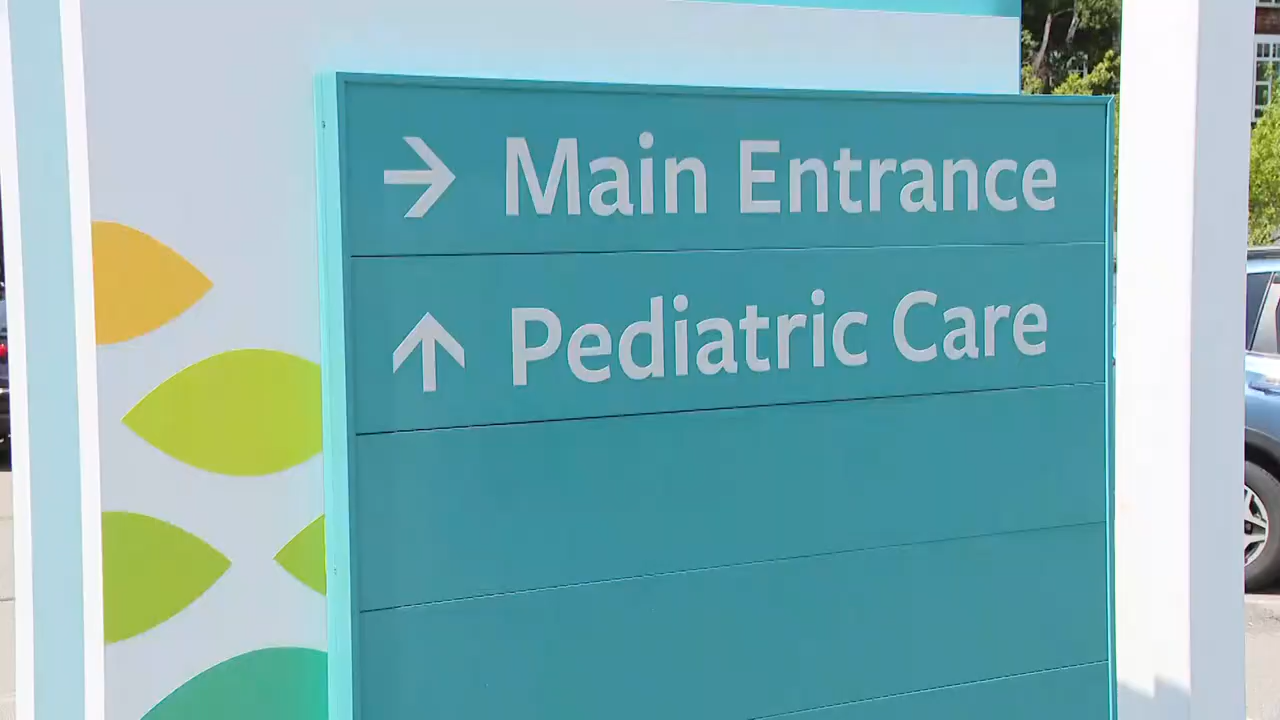 → Main Entrance
↑ Pediatric Care